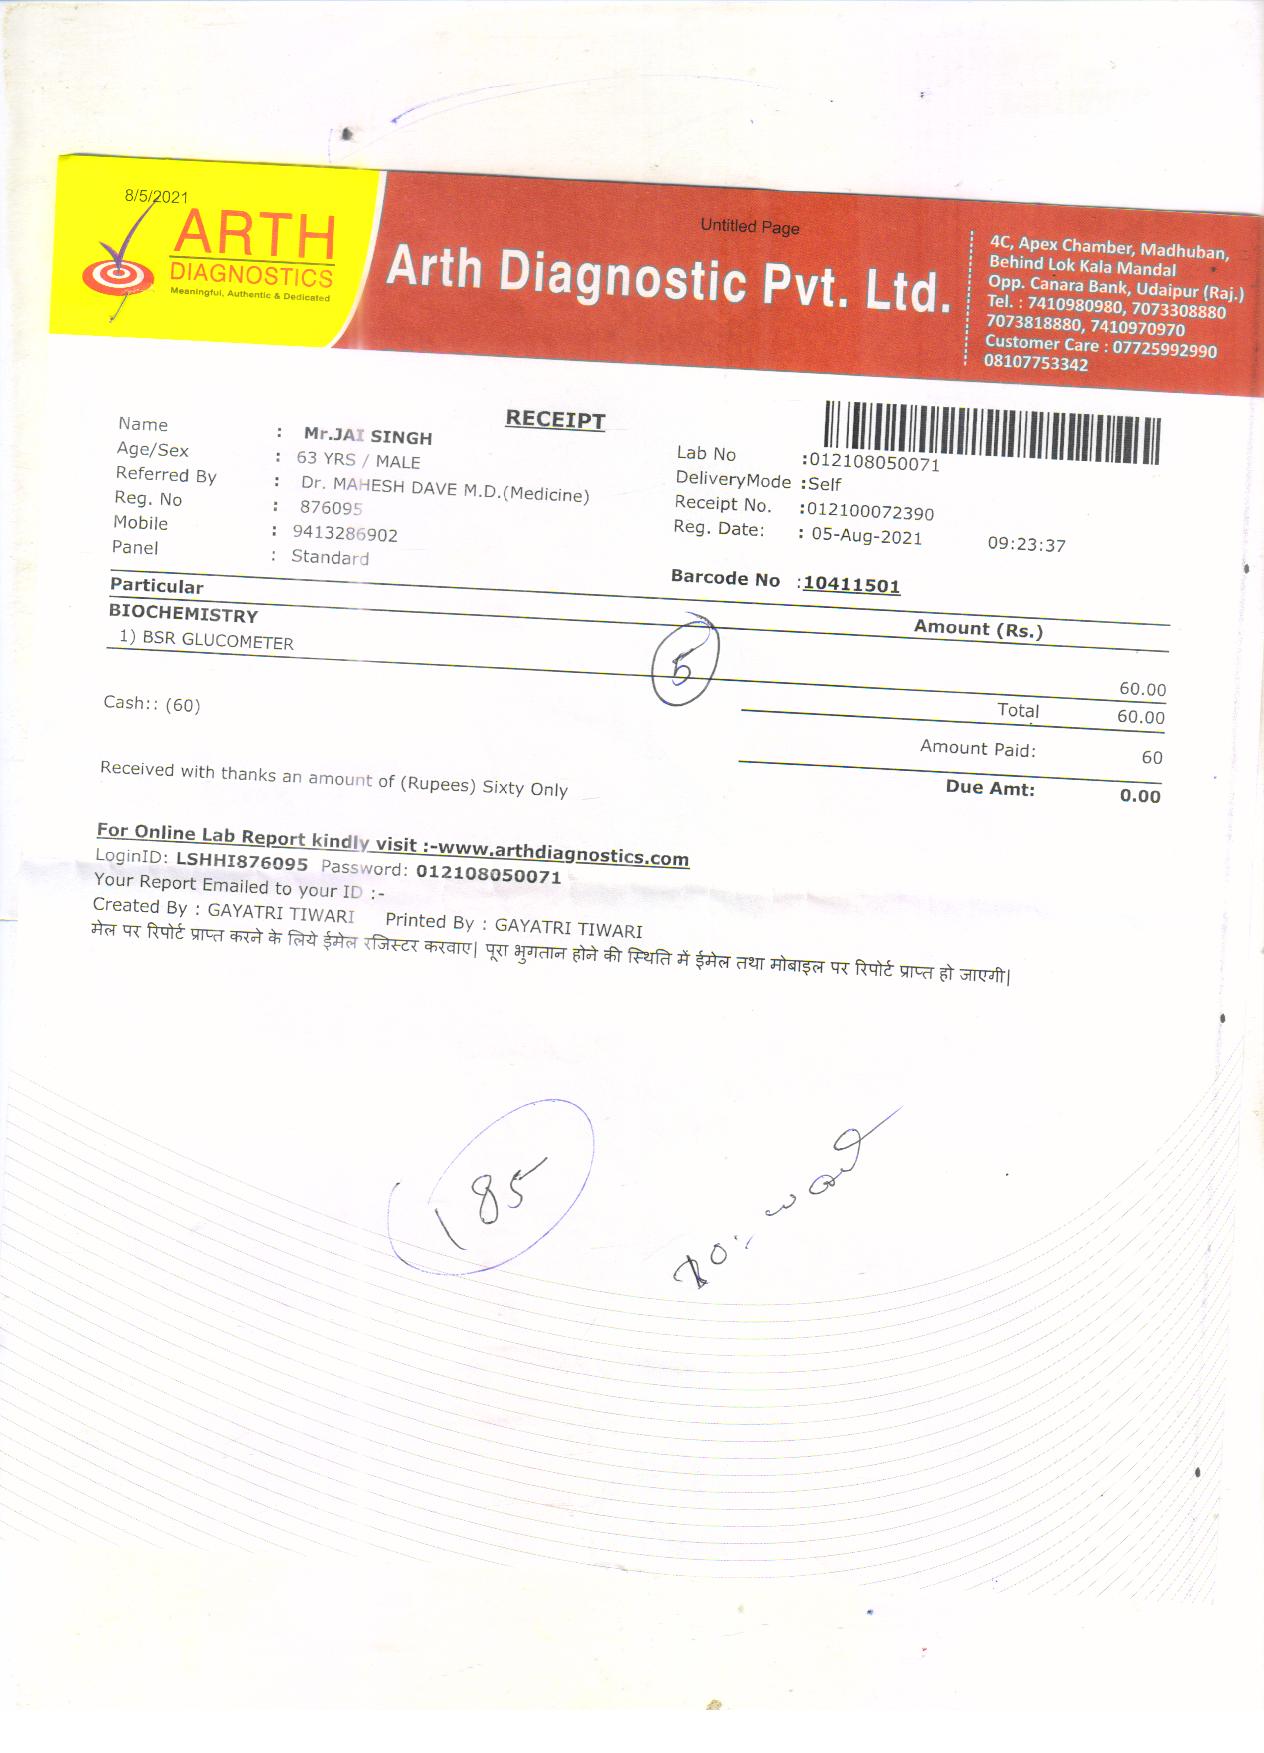 8/5/2021
Untitled Page
ARTH
DIAGNOSTICS
Meaningful, Authentic & Dedicated
Arth Diagnostic Pvt. Ltd.
4C, Apex Chamber, Madhuban,
Behind Lok Kala Mandal
Opp. Canara Bank, Udaipur (Raj.)
Tel. : 7410980980, 7073308880
7073818880, 7410970970
Customer Care : 07725992990
08107753342
RECEIPT
Name : Mr.JAI SINGH
Age/Sex : 63 YRS / MALE
Referred By : Dr. MAHESH DAVE M.D.(Medicine)
Reg. No : 876095
Mobile : 9413286902
Panel : Standard
Lab No :012108050071
DeliveryMode :Self
Receipt No. :012100072390
Reg. Date: : 05-Aug-2021 09:23:37
Barcode No :10411501
Particular Amount (Rs.)
BIOCHEMISTRY
1) BSR GLUCOMETER 60.00
5
Cash:: (60)
Total 60.00
Amount Paid: 60
Due Amt: 0.00
Received with thanks an amount of (Rupees) Sixty Only
For Online Lab Report kindly visit :-www.arthdiagnostics.com
LoginID: LSHHI876095 Password: 012108050071
Your Report Emailed to your ID :-
Created By : GAYATRI TIWARI Printed By : GAYATRI TIWARI
मेल पर रिपोर्ट प्राप्त करने के लिये ईमेल रजिस्टर करवाए| पूरा भुगतान होने की स्थिति में ईमेल तथा मोबाइल पर रिपोर्ट प्राप्त हो जाएगी|
185